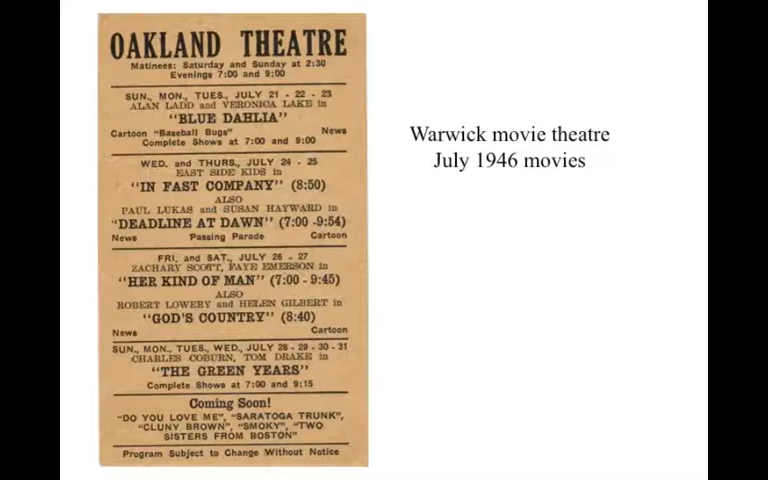 OAKLAND THEATRE
Matinees: Saturday and Sunday at 2:30
Evenings 7:00 and 9:00
SUN., MON., TUES., JULY 21 - 22 - 23
ALAN LADD and VERONICA LAKE in
"BLUE DAHLIA"
Cartoon "Baseball Bugs" News
Complete Shows at 7:00 and 9:00
WED. and THURS., JULY 24 - 25
EAST SIDE KIDS in
"IN FAST COMPANY" (8:50)
ALSO
PAUL LUKAS and SUSAN HAYWARD in
"DEADLINE AT DAWN" (7:00 -9:54)
News Passing Parade Cartoon
FRI. and SAT., JULY 26 - 27
ZACHARY SCOTT, FAYE EMERSON in
"HER KIND OF MAN" (7:00 - 9:45)
ALSO
ROBERT LOWERY and HELEN GILBERT in
"GOD'S COUNTRY" (8:40)
News Cartoon
SUN., MON., TUES., WED., JULY 28 - 29 - 30 - 31
CHARLES COBURN, TOM DRAKE in
"THE GREEN YEARS"
Complete Shows at 7:00 and 9:15
Coming Soon!
"DO YOU LOVE ME", "SARATOGA TRUNK",
"CLUNY BROWN", "SMOKY", "TWO
SISTERS FROM BOSTON"
Program Subject to Change Without Notice
Warwick movie theatre
July 1946 movies